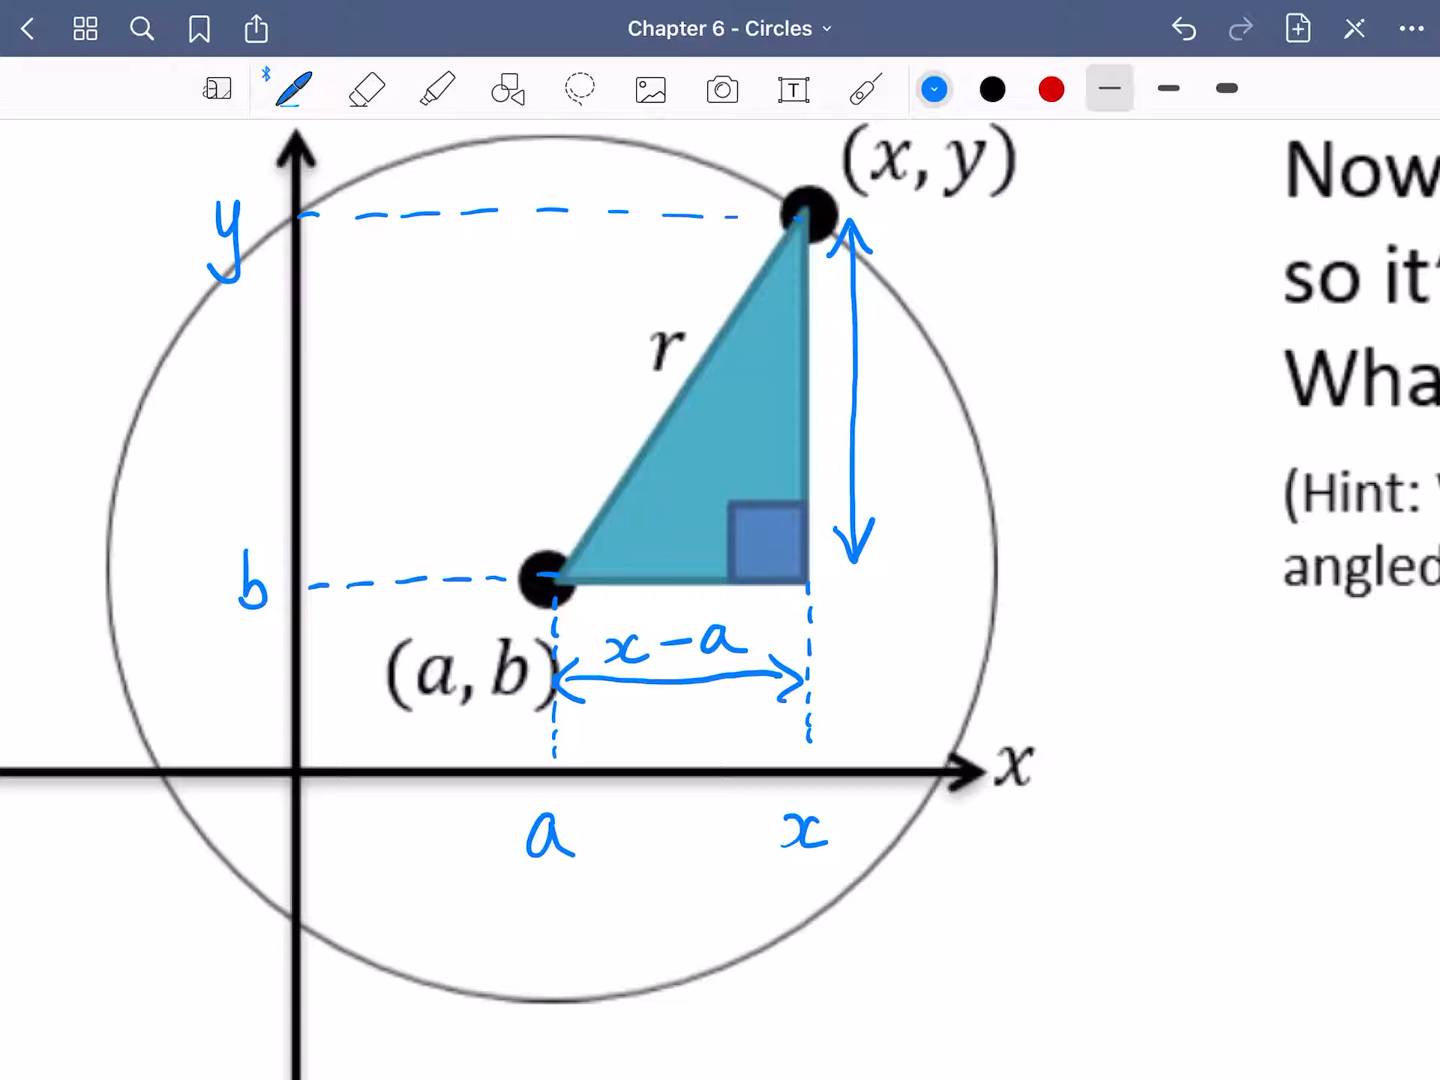 Chapter 6 - Circles
T
(x, y)
y
r
b
x - a
(a, b)
x
a
x
Now
so it'
Wha
(Hint:
angled